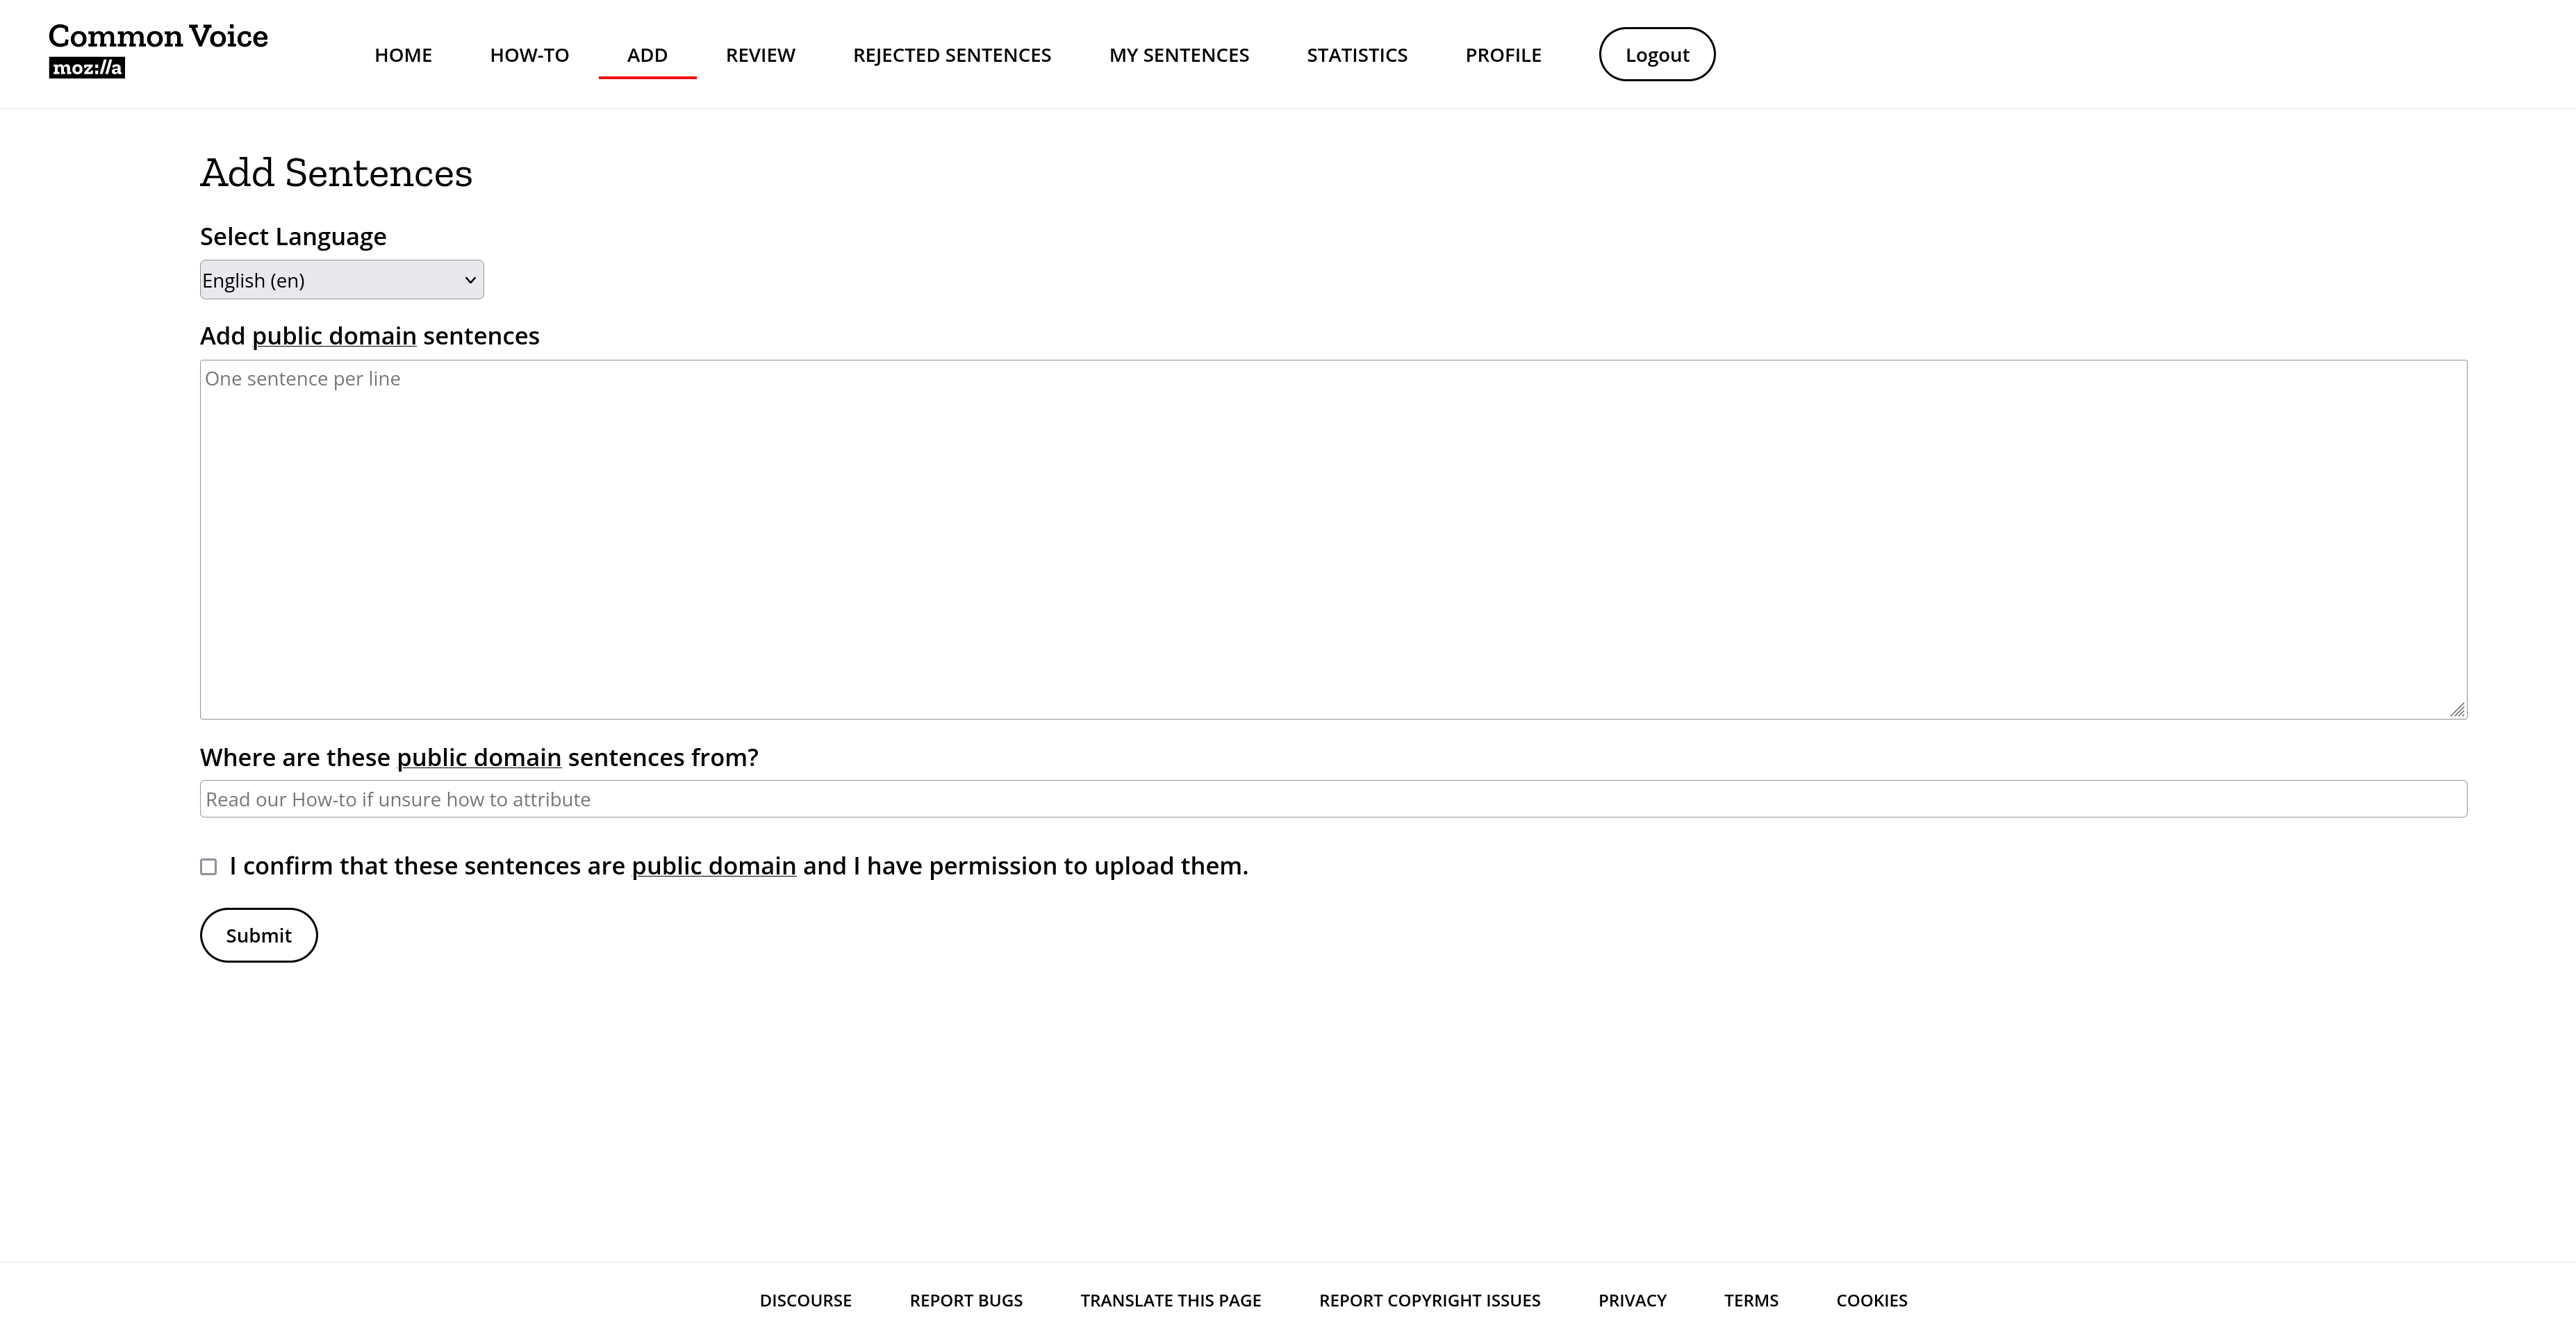 Common Voice
moz://a
HOME HOW-TO ADD REVIEW REJECTED SENTENCES MY SENTENCES STATISTICS PROFILE Logout
Add Sentences
Select Language
English (en)
Add public domain sentences
One sentence per line
Where are these public domain sentences from?
Read our How-to if unsure how to attribute
I confirm that these sentences are public domain and I have permission to upload them.
Submit
DISCOURSE REPORT BUGS TRANSLATE THIS PAGE REPORT COPYRIGHT ISSUES PRIVACY TERMS COOKIES